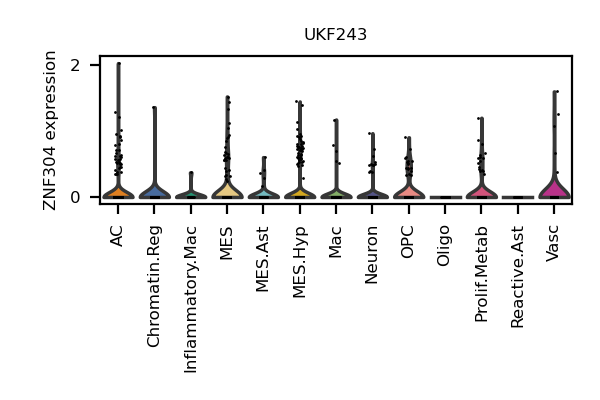 UKF243
ZNF304 expression
2
0
AC
Chromatin.Reg
Inflammatory.Mac
MES
MES.Ast
MES.Hyp
Mac
Neuron
OPC
Oligo
Prolif.Metab
Reactive.Ast
Vasc